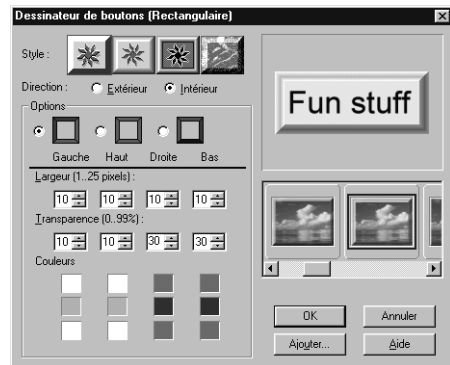 Dessinateur de boutons (Rectangulaire)
Style :
Direction : Extérieur Intérieur
Options
Gauche Haut Droite Bas
Largeur (1..25 pixels) :
10 10 10 10
Transparence (0..99%) :
10 10 30 30
Couleurs
Fun stuff
OK Annuler
Ajouter... Aide